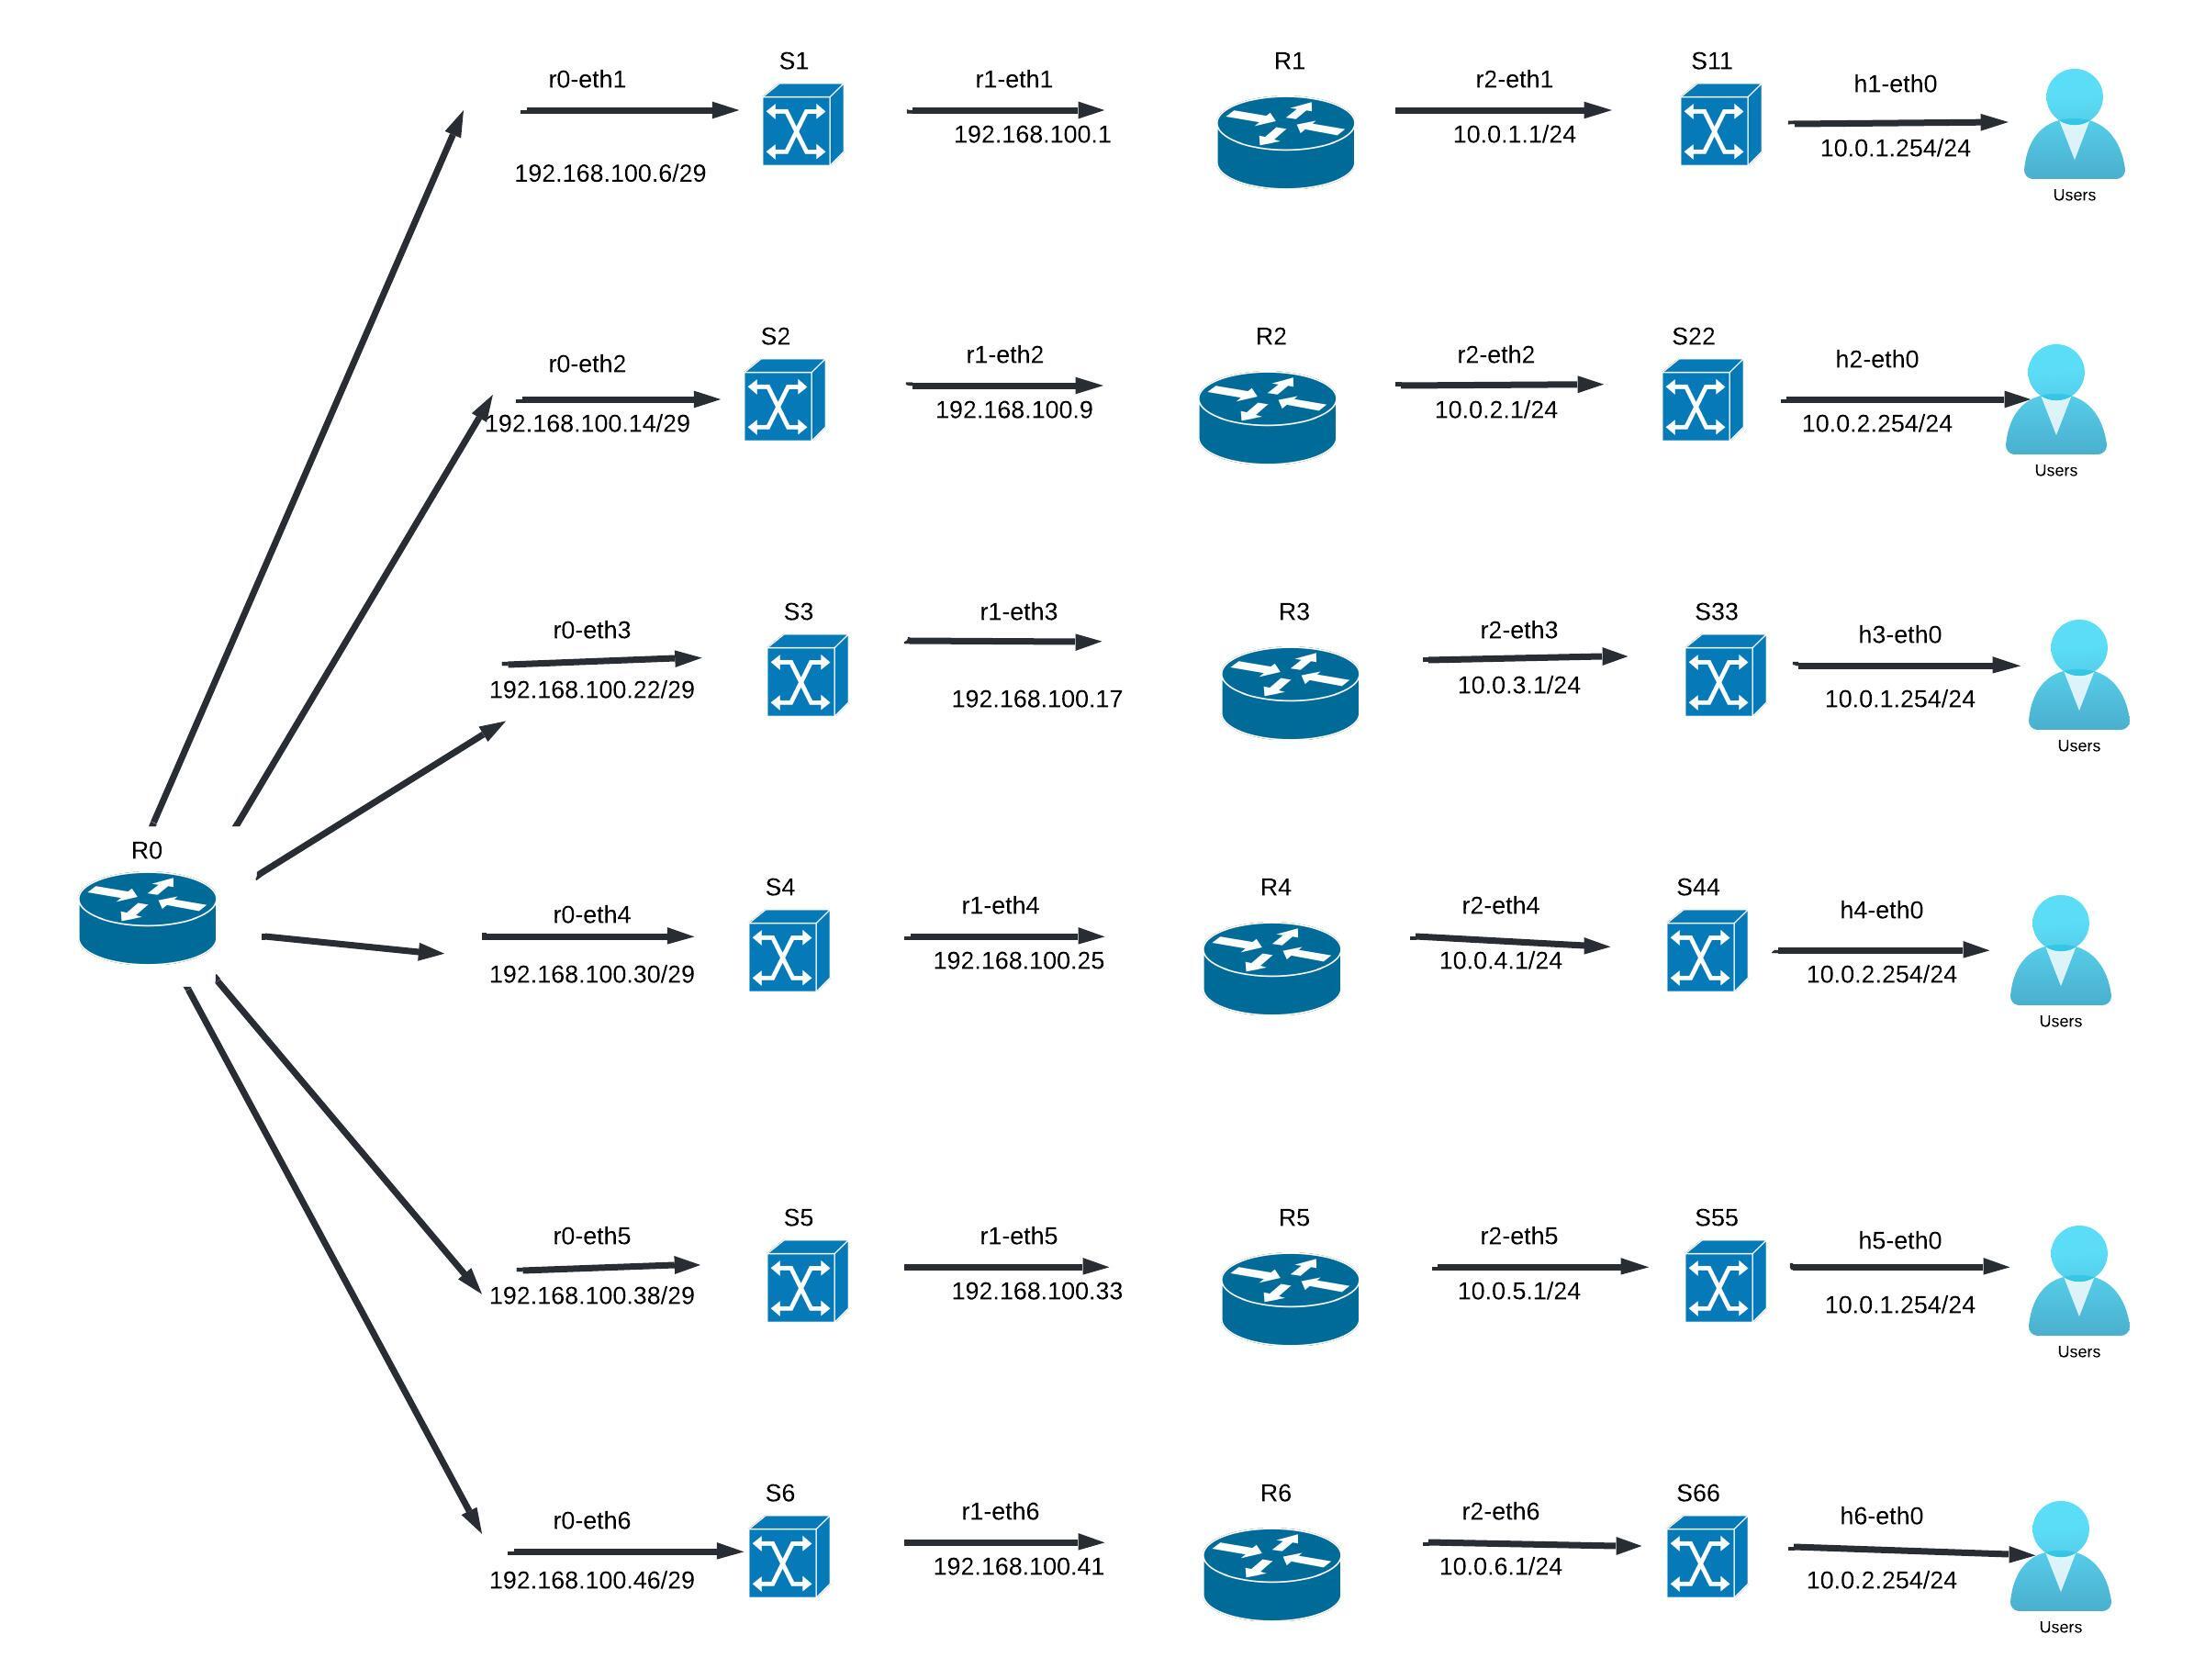 S1
R1
S11
r0-eth1
r1-eth1
r2-eth1
h1-eth0
192.168.100.6/29
192.168.100.1
10.0.1.1/24
10.0.1.254/24
Users
S2
R2
S22
r0-eth2
r1-eth2
r2-eth2
h2-eth0
192.168.100.14/29
192.168.100.9
10.0.2.1/24
10.0.2.254/24
Users
S3
R3
S33
r0-eth3
r1-eth3
r2-eth3
h3-eth0
192.168.100.22/29
192.168.100.17
10.0.3.1/24
10.0.1.254/24
Users
R0
S4
R4
S44
r0-eth4
r1-eth4
r2-eth4
h4-eth0
192.168.100.30/29
192.168.100.25
10.0.4.1/24
10.0.2.254/24
Users
S5
R5
S55
r0-eth5
r1-eth5
r2-eth5
h5-eth0
192.168.100.38/29
192.168.100.33
10.0.5.1/24
10.0.1.254/24
Users
S6
R6
S66
r0-eth6
r1-eth6
r2-eth6
h6-eth0
192.168.100.46/29
192.168.100.41
10.0.6.1/24
10.0.2.254/24
Users